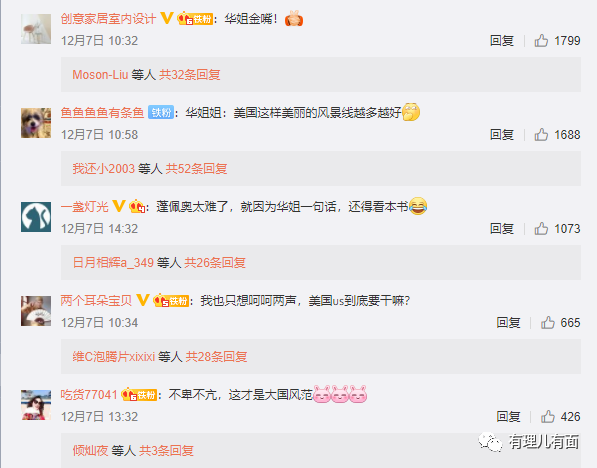 创意家居室内设计 铁粉：华姐金嘴！
12月7日 10:32 回复 1799
Moson-Liu 等人 共32条回复
鱼鱼鱼鱼有条鱼 铁粉：华姐姐：美国这样美丽的风景线越多越好
12月7日 10:58 回复 1688
我还小2003 等人 共52条回复
一盏灯光：蓬佩奥太难了，就因为华姐一句话，还得看本书
12月7日 14:32 回复 1073
日月相辉a_349 等人 共26条回复
两个耳朵宝贝 铁粉：我也只想呵呵两声，美国us到底要干嘛？
12月7日 10:34 回复 665
维C泡腾片xixixi 等人 共28条回复
吃货77041 铁粉：不卑不亢，这才是大国风范
12月7日 13:32 回复 426
倾灿夜 等人 共3条回复
有理儿有面